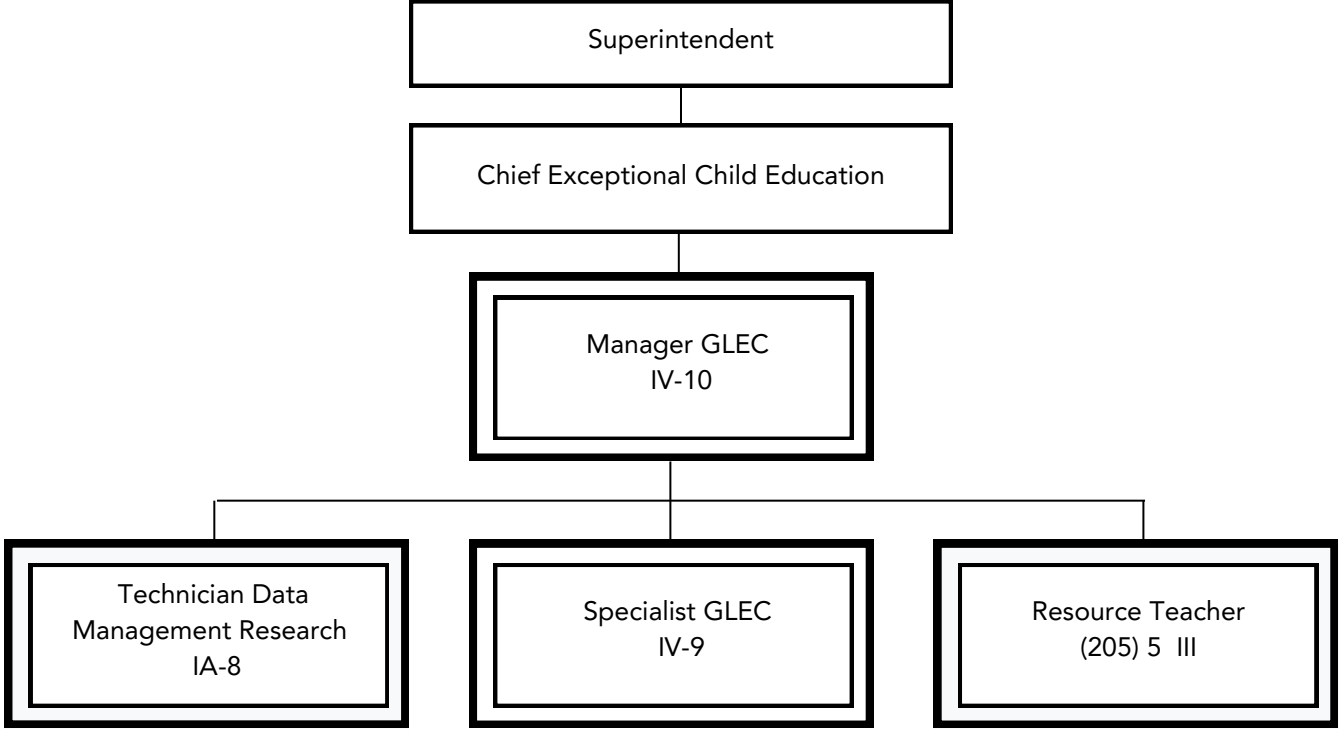 Superintendent
Chief Exceptional Child Education
Manager GLEC
IV-10
Technician Data
Management Research
IA-8
Specialist GLEC
IV-9
Resource Teacher
(205) 5  III